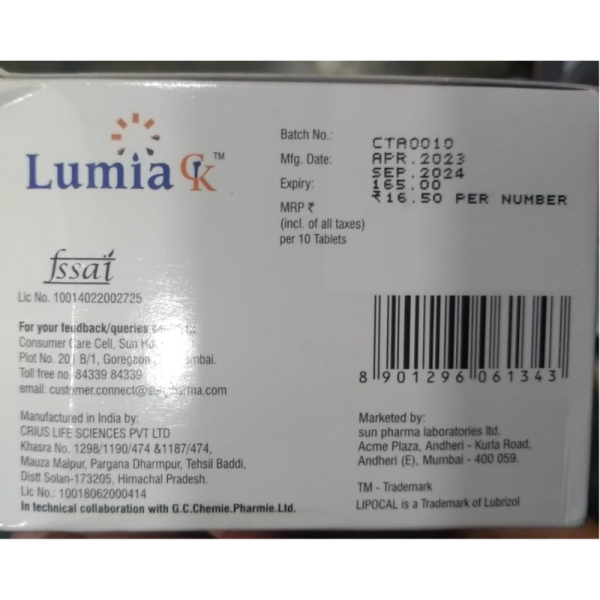 Lumia CK™
Batch No.: CTA0010
Mfg. Date: APR.2023
Expiry: SEP.2024
MRP ₹ 165.00
(incl. of all taxes) ₹16.50 PER NUMBER
per 10 Tablets
fssai
Lic No. 10014022002725
For your feedback/queries
Consumer Care Cell, Sun
Plot No. 201 B/1, Goregaon
Toll free no. 84339 84339
email: customer.connect@sunpharma.com
8 901296 061343
Manufactured in India by:
CRIUS LIFE SCIENCES PVT LTD
Khasra No. 1298/1190/474 &1187/474,
Mauza Malpur, Pargana Dharmpur, Tehsil Baddi,
Distt Solan-173205, Himachal Pradesh.
Lic No.: 10018062000414
In technical collaboration with G.C.Chemie.Pharmie.Ltd.
Marketed by:
sun pharma laboratories ltd.
Acme Plaza, Andheri - Kurla Road,
Andheri (E), Mumbai - 400 059.
TM - Trademark
LIPOCAL is a Trademark of Lubrizol